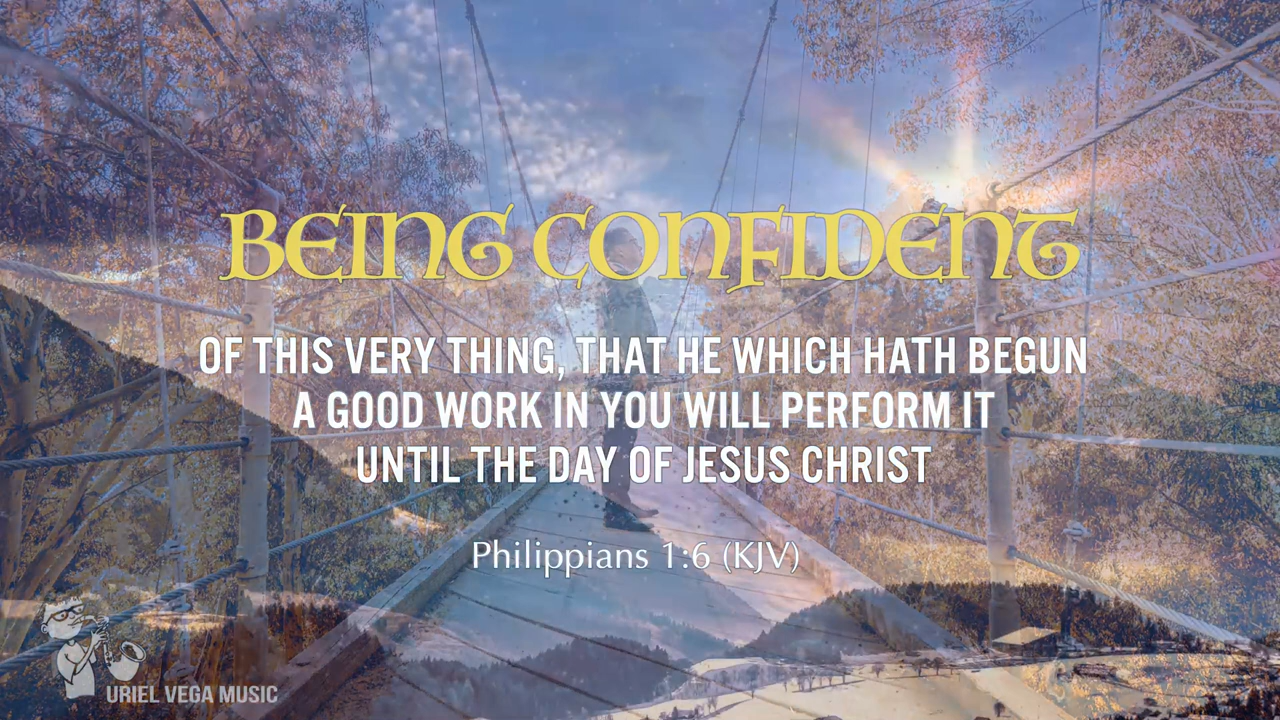 BEING CONFIDENT
OF THIS VERY THING, THAT HE WHICH HATH BEGUN
A GOOD WORK IN YOU WILL PERFORM IT
UNTIL THE DAY OF JESUS CHRIST
Philippians 1:6 (KJV)
URIEL VEGA MUSIC